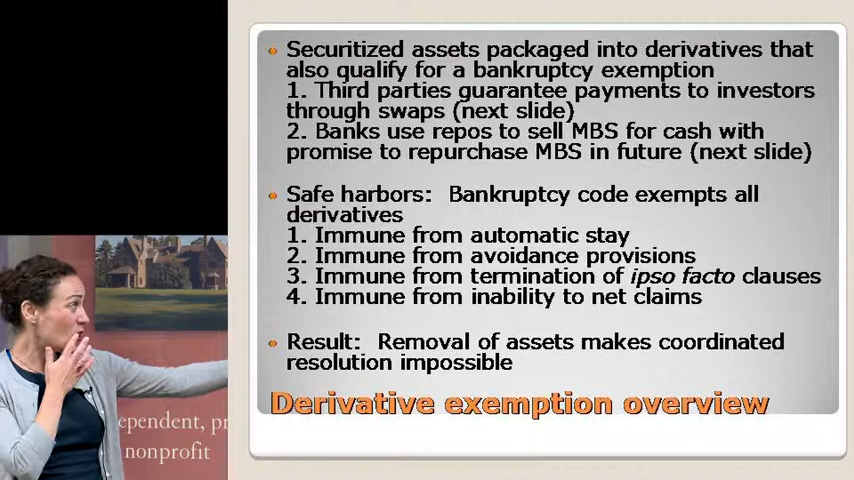 Securitized assets packaged into derivatives that
also qualify for a bankruptcy exemption
1. Third parties guarantee payments to investors
through swaps (next slide)
2. Banks use repos to sell MBS for cash with
promise to repurchase MBS in future (next slide)
Safe harbors: Bankruptcy code exempts all
derivatives
1. Immune from automatic stay
2. Immune from avoidance provisions
3. Immune from termination of ipso facto clauses
4. Immune from inability to net claims
Result: Removal of assets makes coordinated
resolution impossible
Derivative exemption overview
ependent, pr
nonprofit